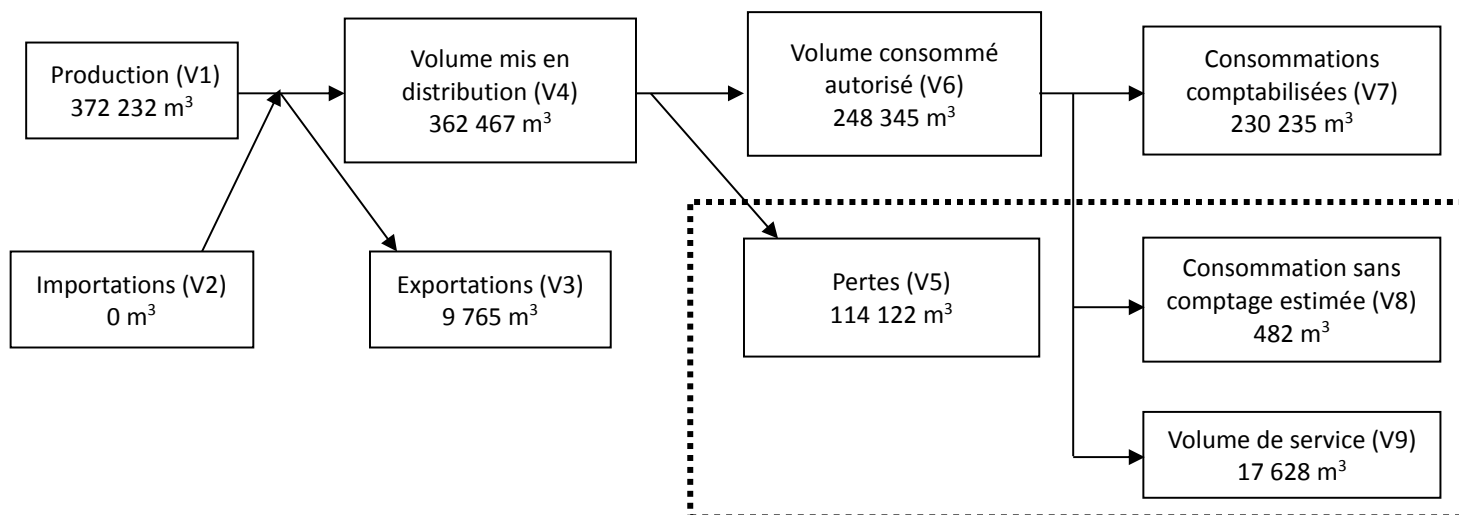 Production (V1)
372 232 m³
Volume mis en
distribution (V4)
362 467 m³
Volume consommé
autorisé (V6)
248 345 m³
Consommations
comptabilisées (V7)
230 235 m³
Importations (V2)
0 m³
Exportations (V3)
9 765 m³
Pertes (V5)
114 122 m³
Consommation sans
comptage estimée (V8)
482 m³
Volume de service (V9)
17 628 m³